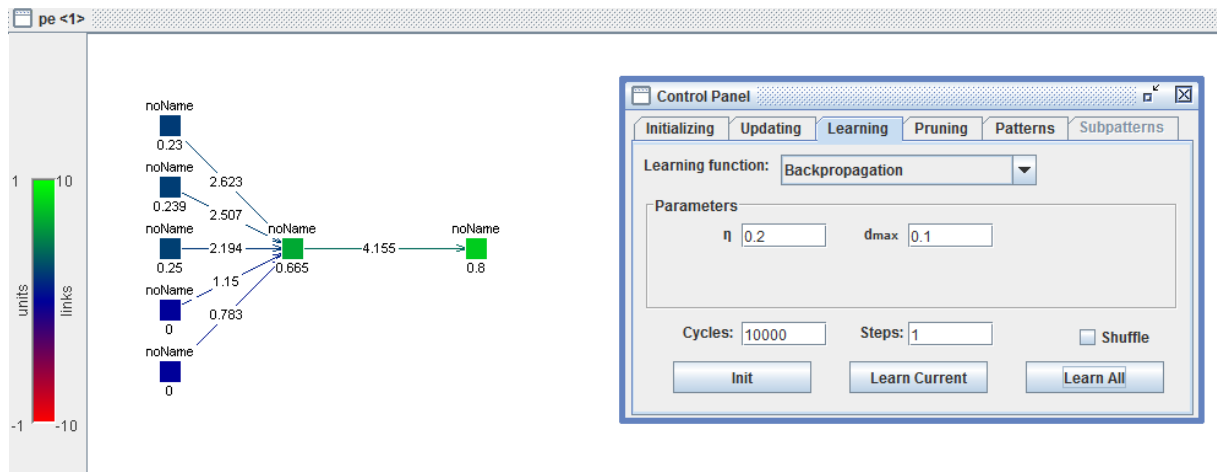 pe <1>
noName
0.23
noName
2.623
0.239
2.507
noName
noName
noName
2.194
4.155
0.25
0.665
0.8
noName
1.15
0
0.783
noName
0
1
10
units
links
-1
-10
Control Panel
Initializing Updating Learning Pruning Patterns Subpatterns
Learning function: Backpropagation
Parameters
η 0.2 dmax 0.1
Cycles: 10000 Steps: 1 Shuffle
Init Learn Current Learn All